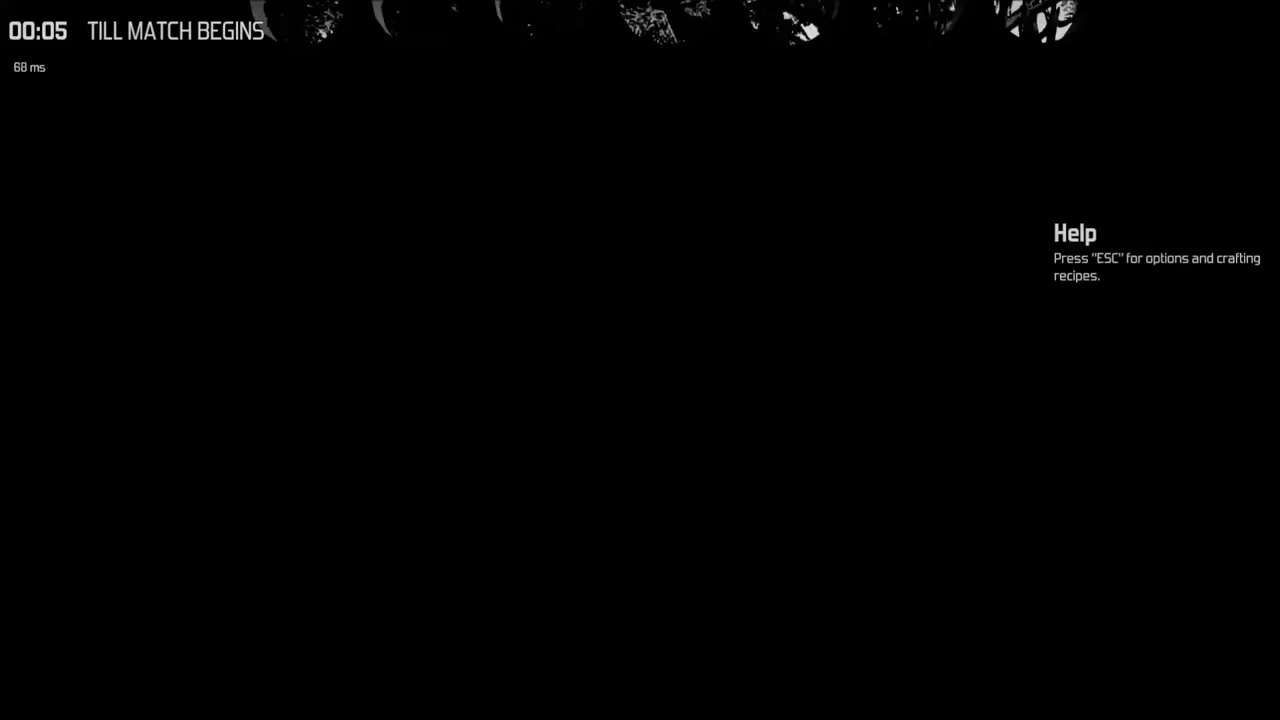 00:05 TILL MATCH BEGINS
68 ms
Help
Press "ESC" for options and crafting
recipes.